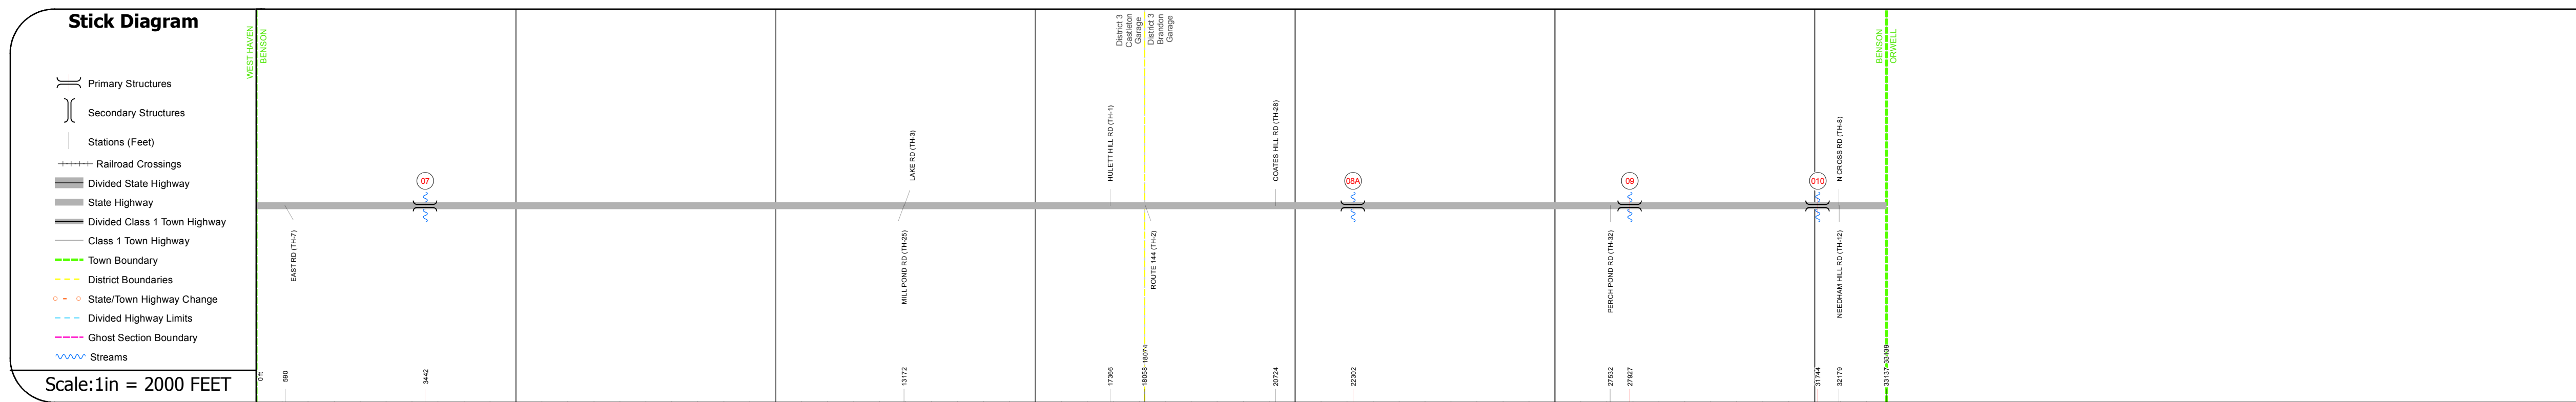 Stick Diagram
Primary Structures
Secondary Structures
Stations (Feet)
Railroad Crossings
Divided State Highway
State Highway
Divided Class 1 Town Highway
Class 1 Town Highway
Town Boundary
District Boundaries
State/Town Highway Change
Divided Highway Limits
Ghost Section Boundary
Streams
Scale:1in = 2000 FEET
WEST HAVEN
BENSON
District 3
Castleton
Garage
District 3
Brandon
Garage
BENSON
ORWELL
LAKE RD (TH-3)
HULETT HILL RD (TH-1)
COATES HILL RD (TH-28)
N CROSS RD (TH-8)
07
08A
09
010
EAST RD (TH-7)
MILL POND RD (TH-25)
ROUTE 144 (TH-2)
PERCH POND RD (TH-32)
NEEDHAM HILL RD (TH-12)
0 ft
590
3442
13172
17366
18058
18074
20724
22302
27532
27927
31744
32179
33137
33139